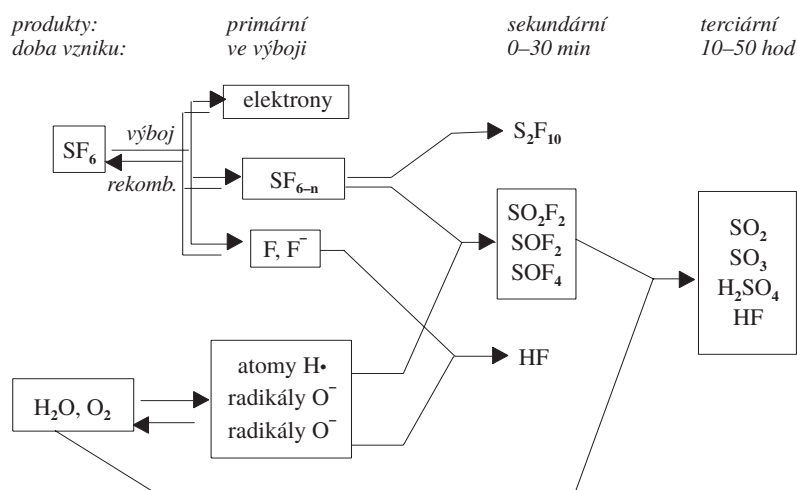 produkty: primární sekundární terciární
doba vzniku: ve výboji 0–30 min 10–50 hod
elektrony
výboj
SF₆
S₂F₁₀
rekomb.
SF₆₋ₙ
SO₂F₂
SOF₂
SOF₄
F, F⁻
SO₂
SO₃
H₂SO₄
HF
HF
atomy H•
radikály O⁻
radikály O⁻
H₂O, O₂